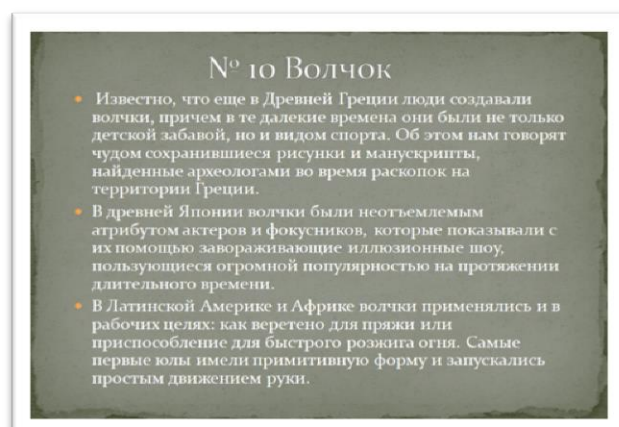 № 10 Волчок
Известно, что еще в Древней Греции люди создавали
волчки, причем в те далекие времена они были не только
детской забавой, но и видом спорта. Об этом нам говорят
чудом сохранившиеся рисунки и манускрипты,
найденные археологами во время раскопок на
территории Греции.
В древней Японии волчки были неотъемлемым
атрибутом актеров и фокусников, которые показывали с
их помощью завораживающие иллюзионные шоу,
пользующиеся огромной популярностью на протяжении
длительного времени.
В Латинской Америке и Африке волчки применялись и в
рабочих целях: как веретено для пряжи или
приспособление для быстрого розжига огня. Самые
первые юлы имели примитивную форму и запускались
простым движением руки.